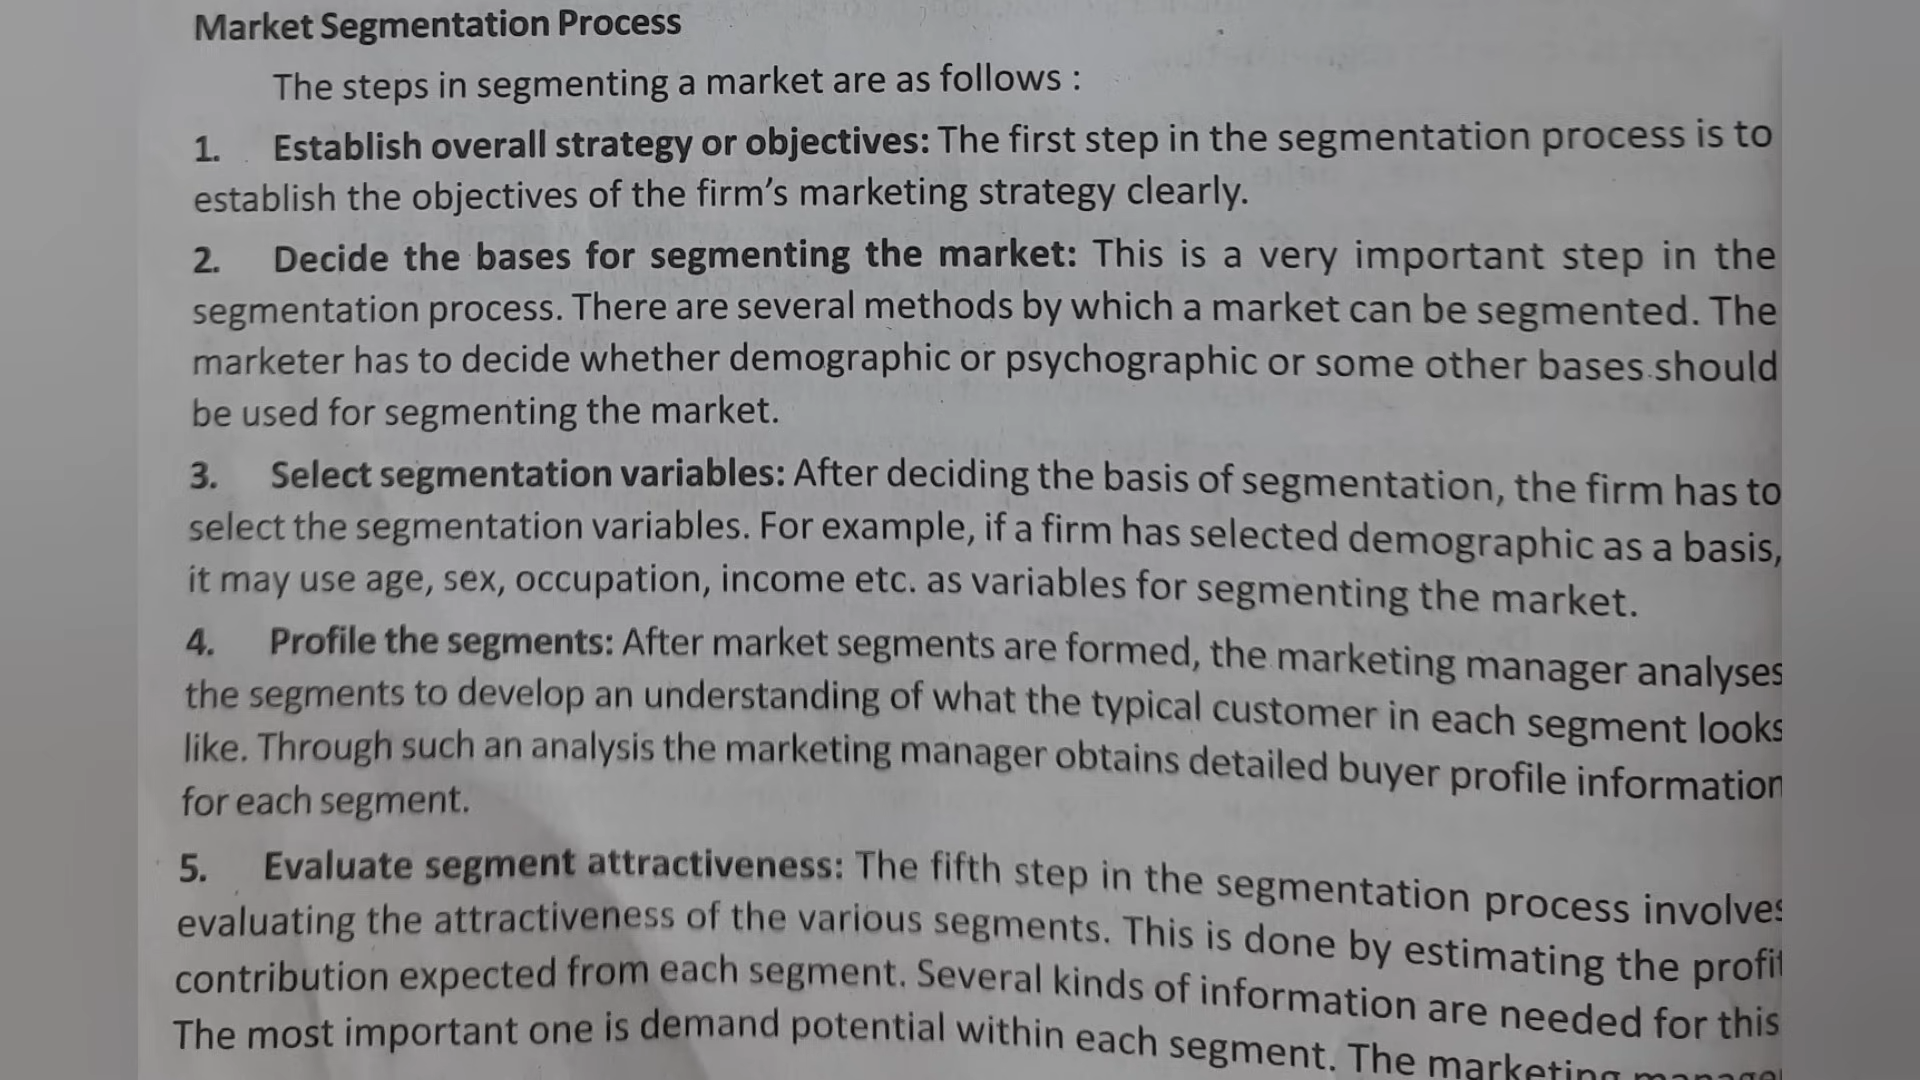 Market Segmentation Process
The steps in segmenting a market are as follows :
1. Establish overall strategy or objectives: The first step in the segmentation process is to
establish the objectives of the firm's marketing strategy clearly.
2. Decide the bases for segmenting the market: This is a very important step in the
segmentation process. There are several methods by which a market can be segmented. The
marketer has to decide whether demographic or psychographic or some other bases should
be used for segmenting the market.
3. Select segmentation variables: After deciding the basis of segmentation, the firm has to
select the segmentation variables. For example, if a firm has selected demographic as a basis,
it may use age, sex, occupation, income etc. as variables for segmenting the market.
4. Profile the segments: After market segments are formed, the marketing manager analyses
the segments to develop an understanding of what the typical customer in each segment looks
like. Through such an analysis the marketing manager obtains detailed buyer profile information
for each segment.
5. Evaluate segment attractiveness: The fifth step in the segmentation process involves
evaluating the attractiveness of the various segments. This is done by estimating the profit
contribution expected from each segment. Several kinds of information are needed for this
The most important one is demand potential within each segment. The marketing manager